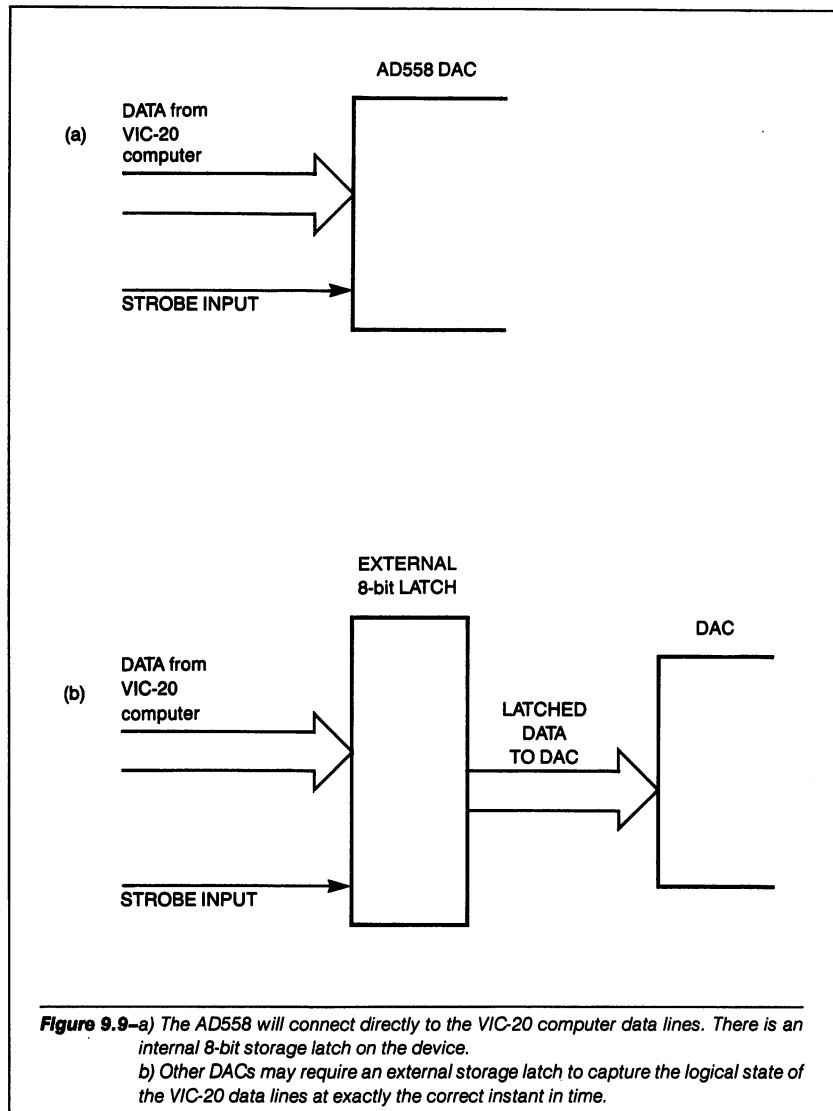 AD558 DAC
(a)
DATA from
VIC-20
computer
STROBE INPUT
EXTERNAL
8-bit LATCH
DAC
(b)
DATA from
VIC-20
computer
LATCHED
DATA
TO DAC
STROBE INPUT
Figure 9.9–a) The AD558 will connect directly to the VIC-20 computer data lines. There is an
internal 8-bit storage latch on the device.
b) Other DACs may require an external storage latch to capture the logical state of
the VIC-20 data lines at exactly the correct instant in time.